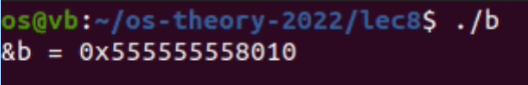 os@vb:~/os-theory-2022/lec8$ ./b
&b = 0x555555558010